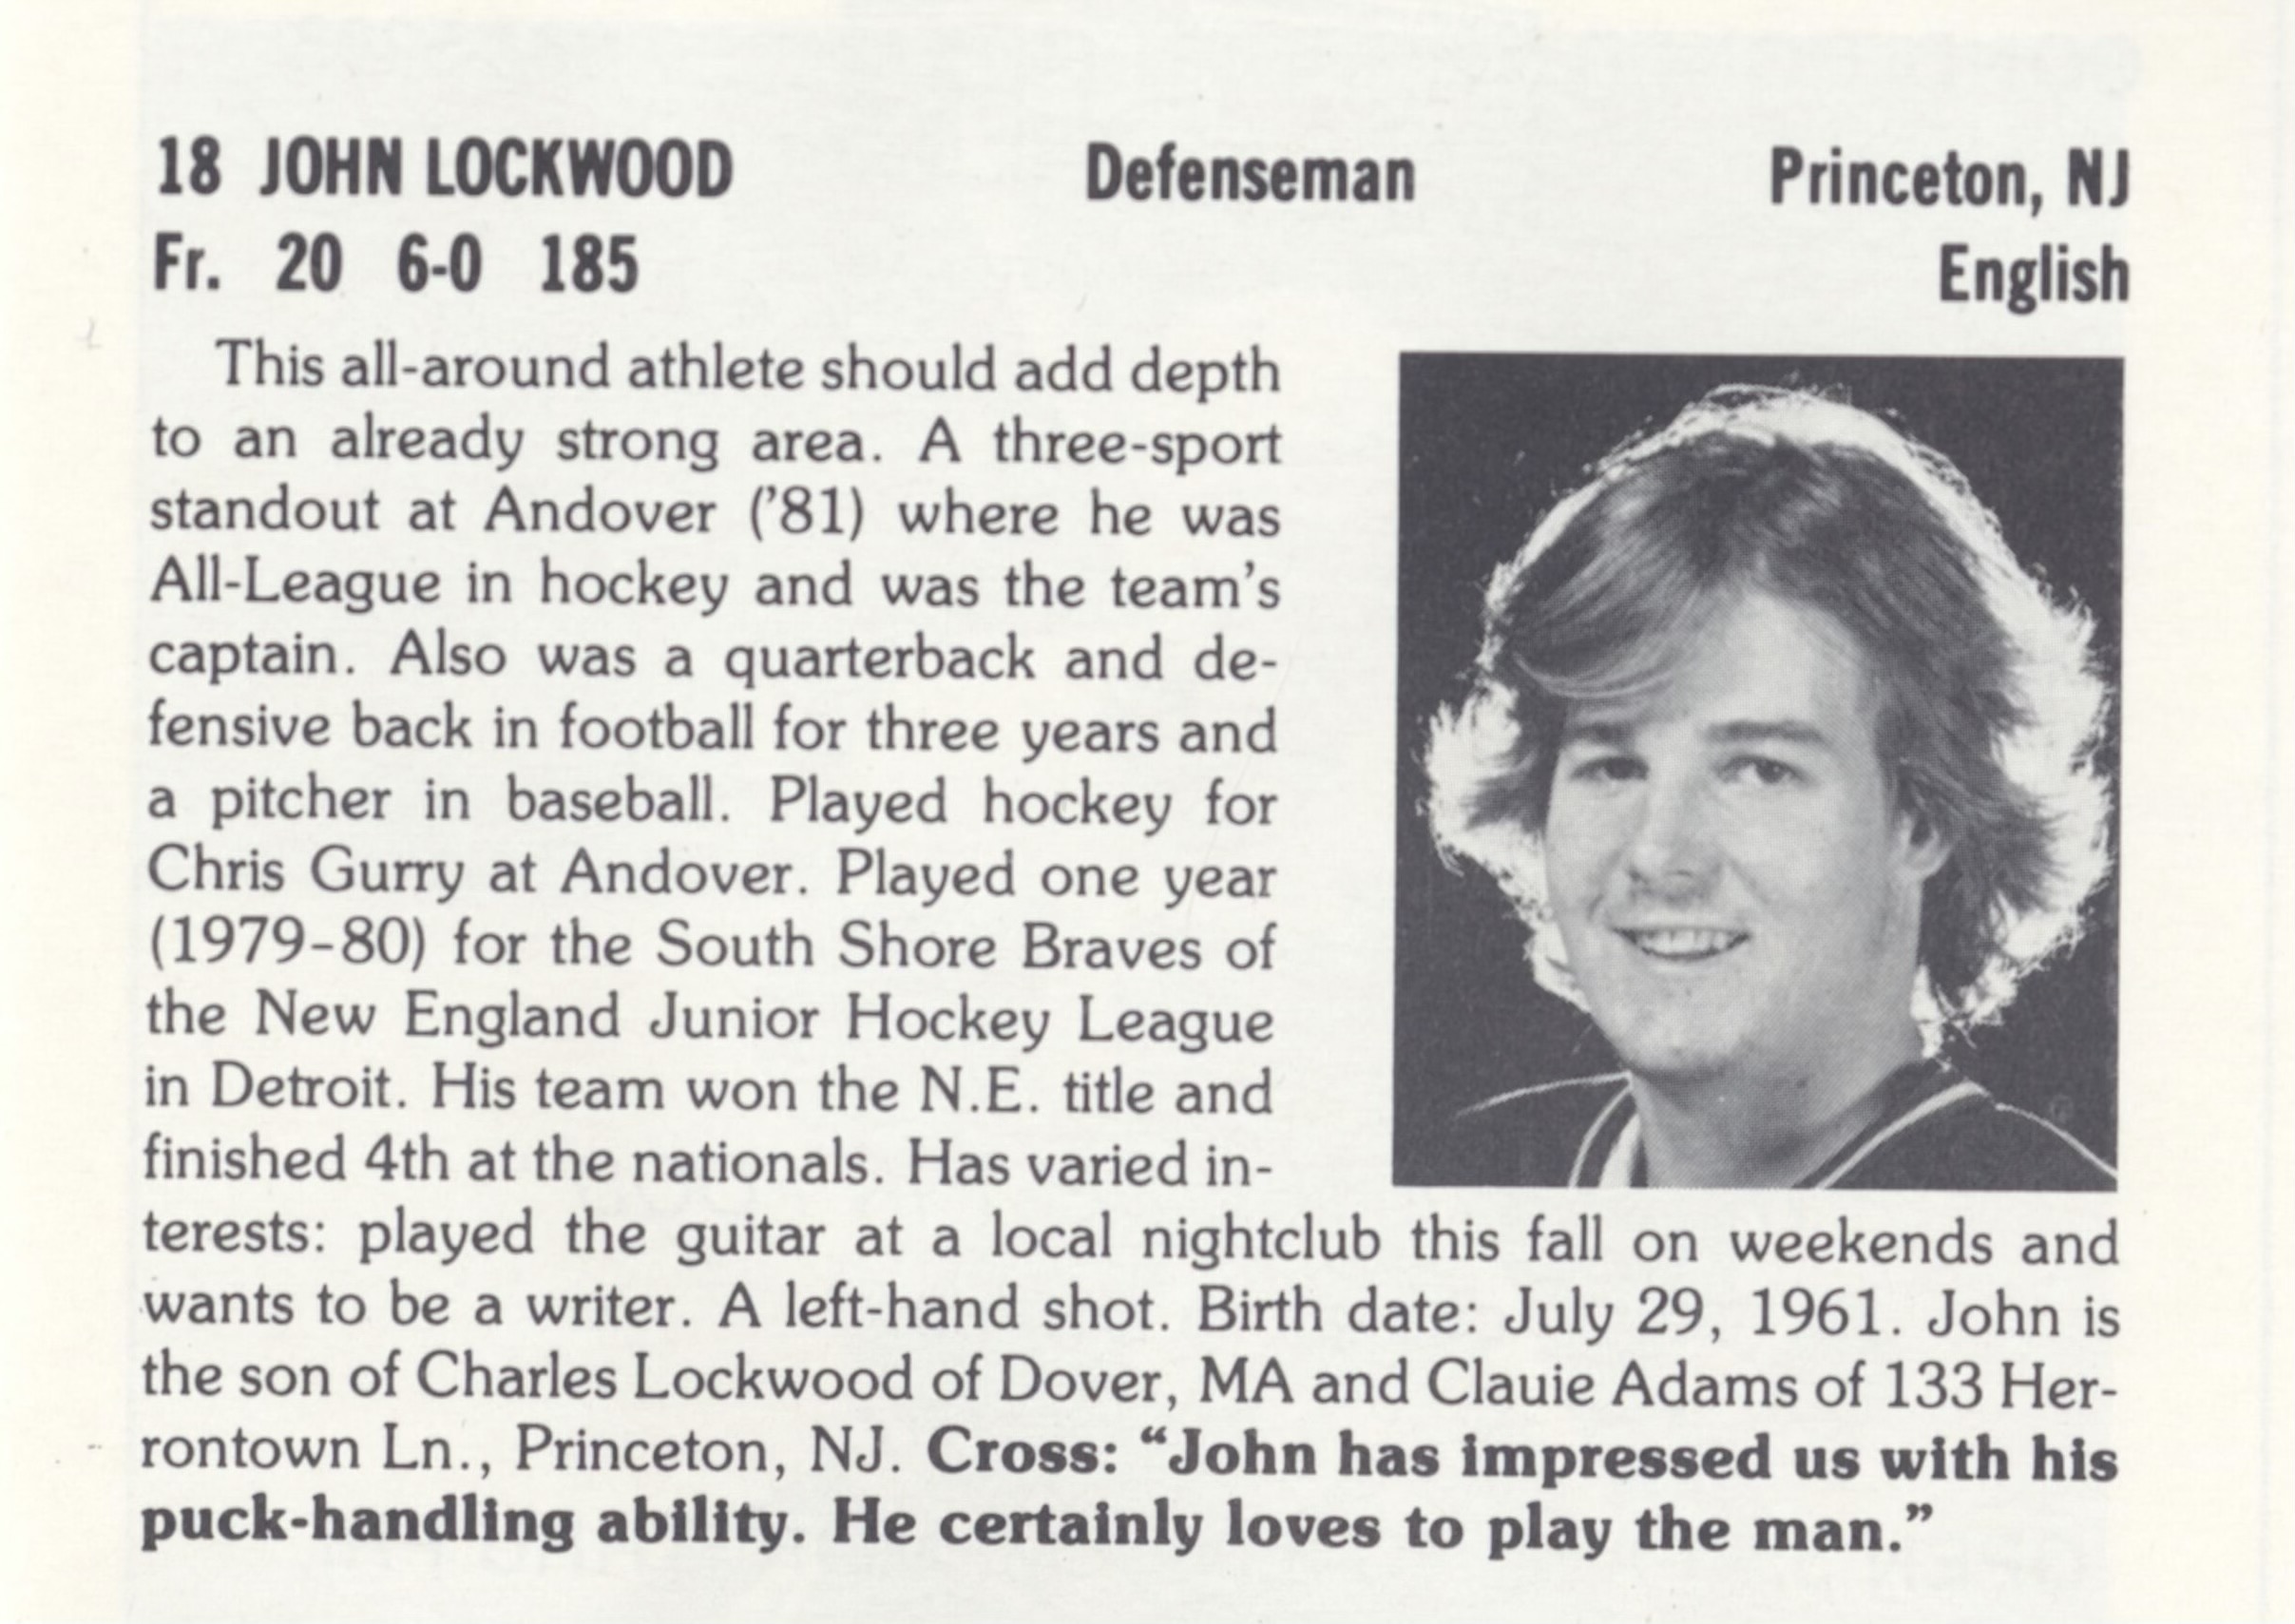 18 JOHN LOCKWOOD Defenseman Princeton, NJ
Fr. 20 6-0 185 English
This all-around athlete should add depth
to an already strong area. A three-sport
standout at Andover ('81) where he was
All-League in hockey and was the team's
captain. Also was a quarterback and de-
fensive back in football for three years and
a pitcher in baseball. Played hockey for
Chris Gurry at Andover. Played one year
(1979–80) for the South Shore Braves of
the New England Junior Hockey League
in Detroit. His team won the N.E. title and
finished 4th at the nationals. Has varied in-
terests: played the guitar at a local nightclub this fall on weekends and
wants to be a writer. A left-hand shot. Birth date: July 29, 1961. John is
the son of Charles Lockwood of Dover, MA and Clauie Adams of 133 Her-
rontown Ln., Princeton, NJ. Cross: “John has impressed us with his
puck-handling ability. He certainly loves to play the man.”